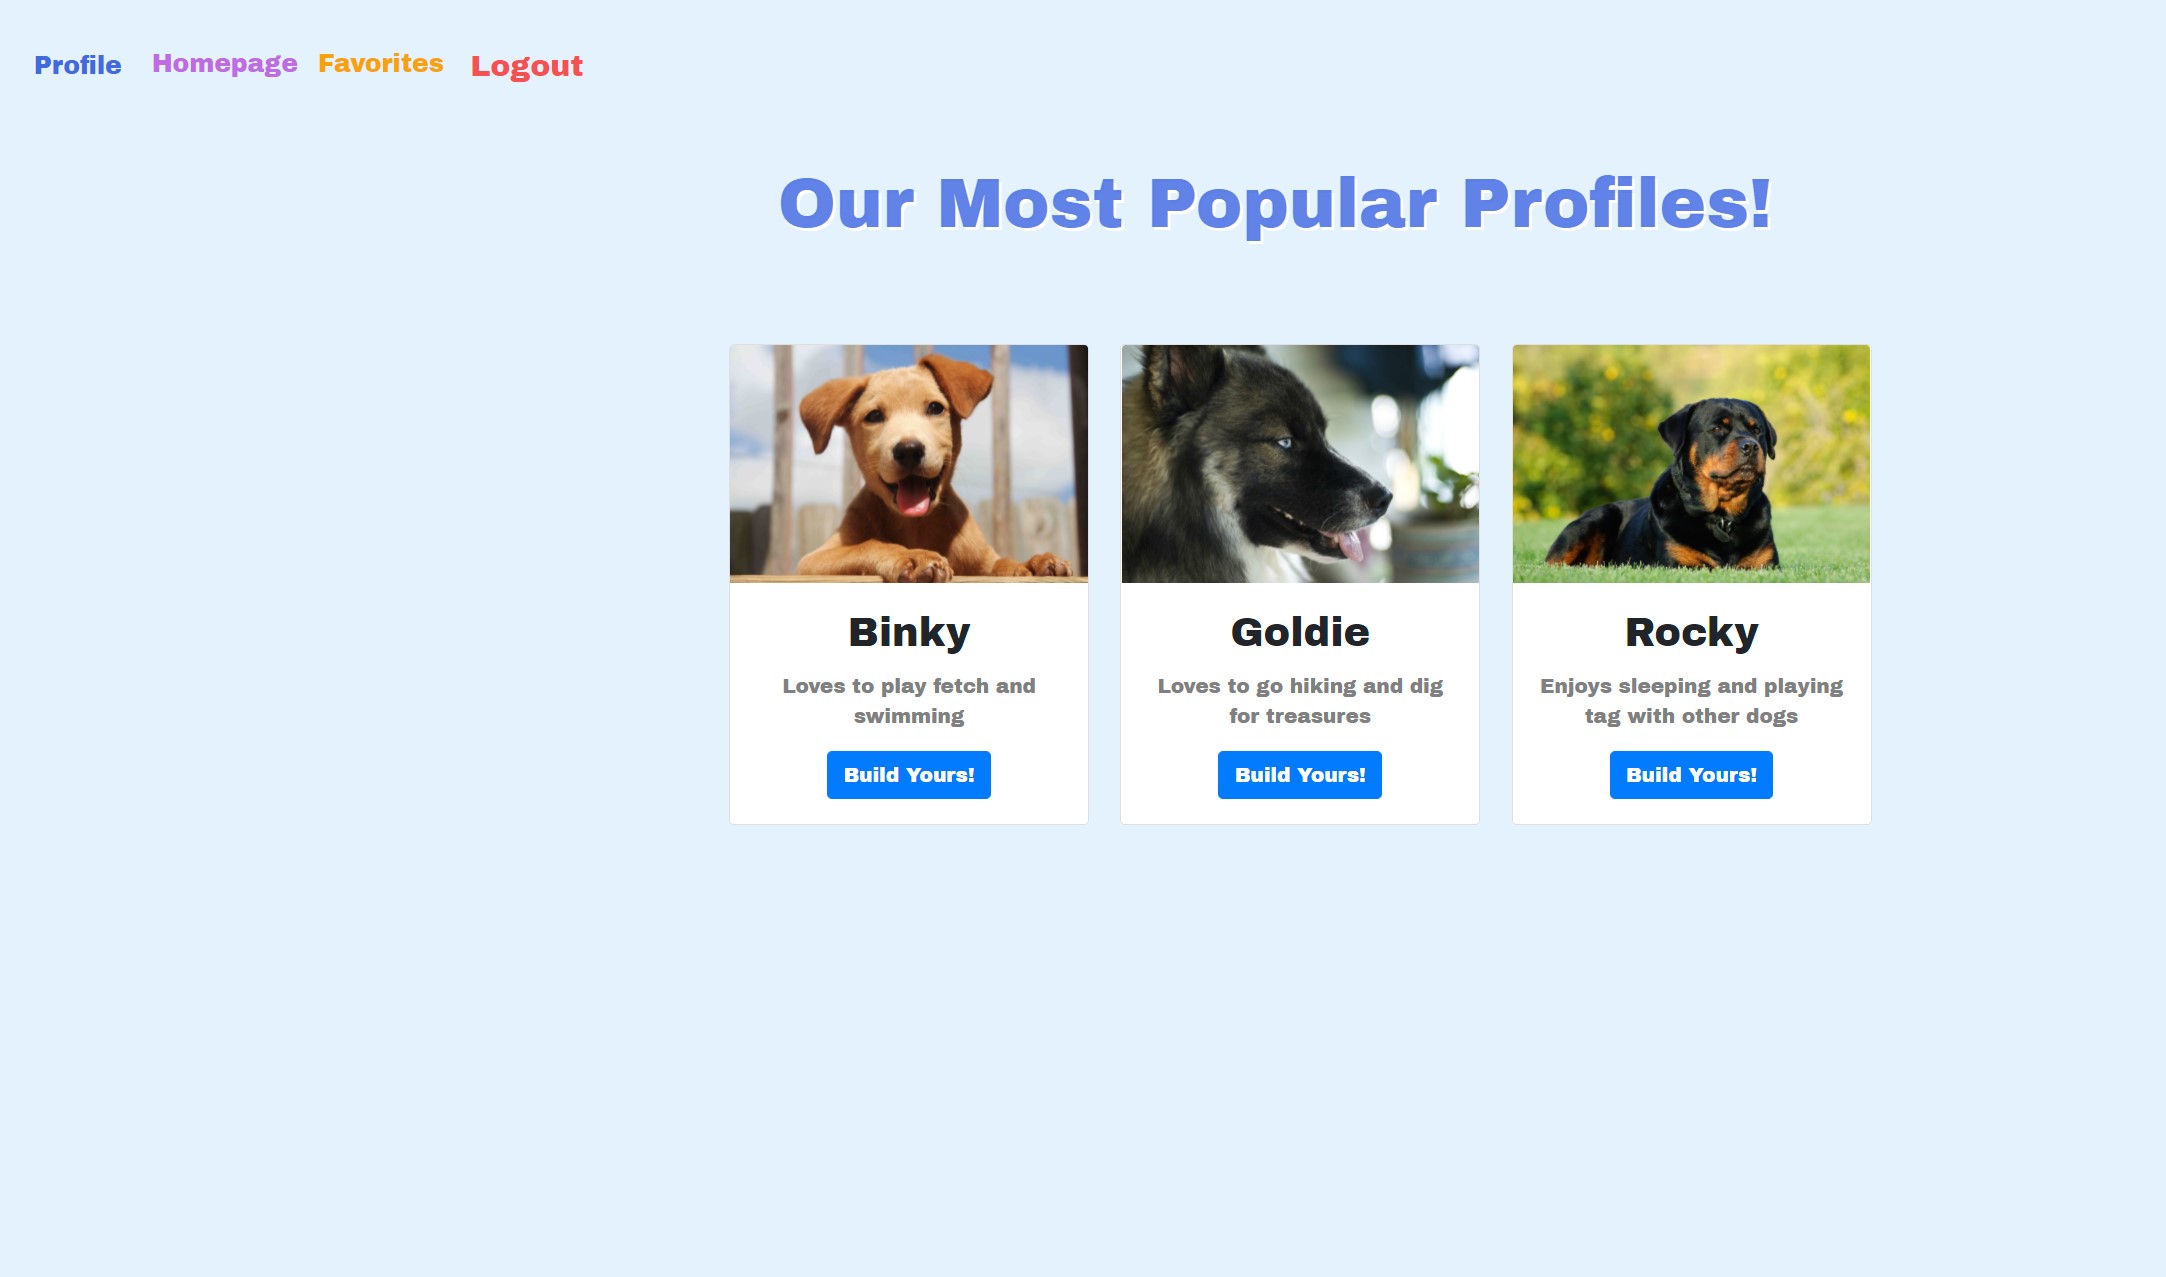 Profile Homepage Favorites Logout
Our Most Popular Profiles!
Binky
Loves to play fetch and
swimming
Build Yours!
Goldie
Loves to go hiking and dig
for treasures
Build Yours!
Rocky
Enjoys sleeping and playing
tag with other dogs
Build Yours!